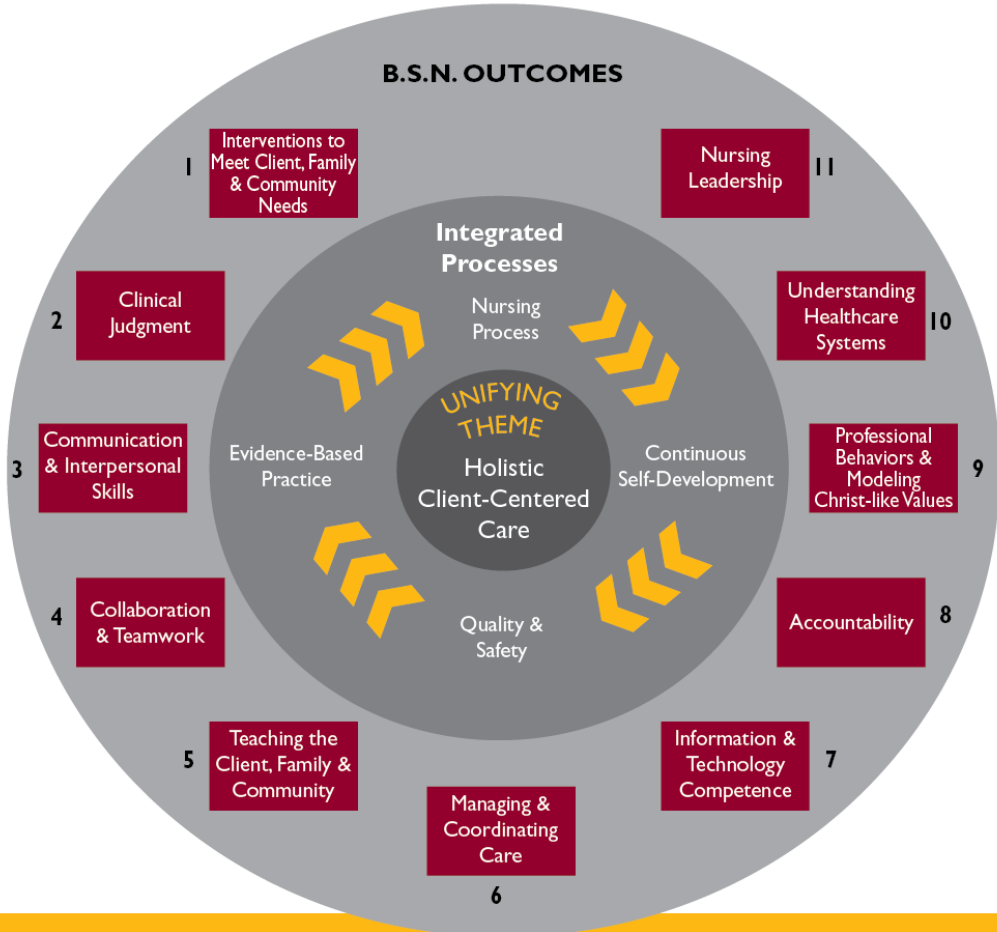 B.S.N. OUTCOMES
1
Interventions to
Meet Client, Family
& Community
Needs
2
Clinical
Judgment
3
Communication
& Interpersonal
Skills
4
Collaboration
& Teamwork
5
Teaching the
Client, Family &
Community
6
Managing &
Coordinating
Care
7
Information &
Technology
Competence
8
Accountability
9
Professional
Behaviors &
Modeling
Christ-like Values
10
Understanding
Healthcare
Systems
11
Nursing
Leadership
Integrated
Processes
Nursing
Process
Continuous
Self-Development
Quality &
Safety
Evidence-Based
Practice
UNIFYING
THEME
Holistic
Client-Centered
Care